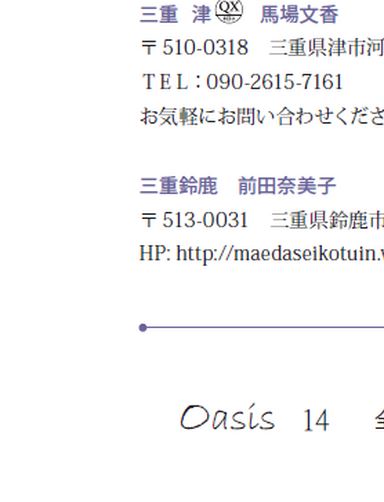 三重 津 QX 馬場文香
〒510-0318 三重県津市河
TEL：090-2615-7161
お気軽にお問い合わせくださ
三重鈴鹿 前田奈美子
〒513-0031 三重県鈴鹿市
HP: http://maedaseikotuin.
Oasis 14